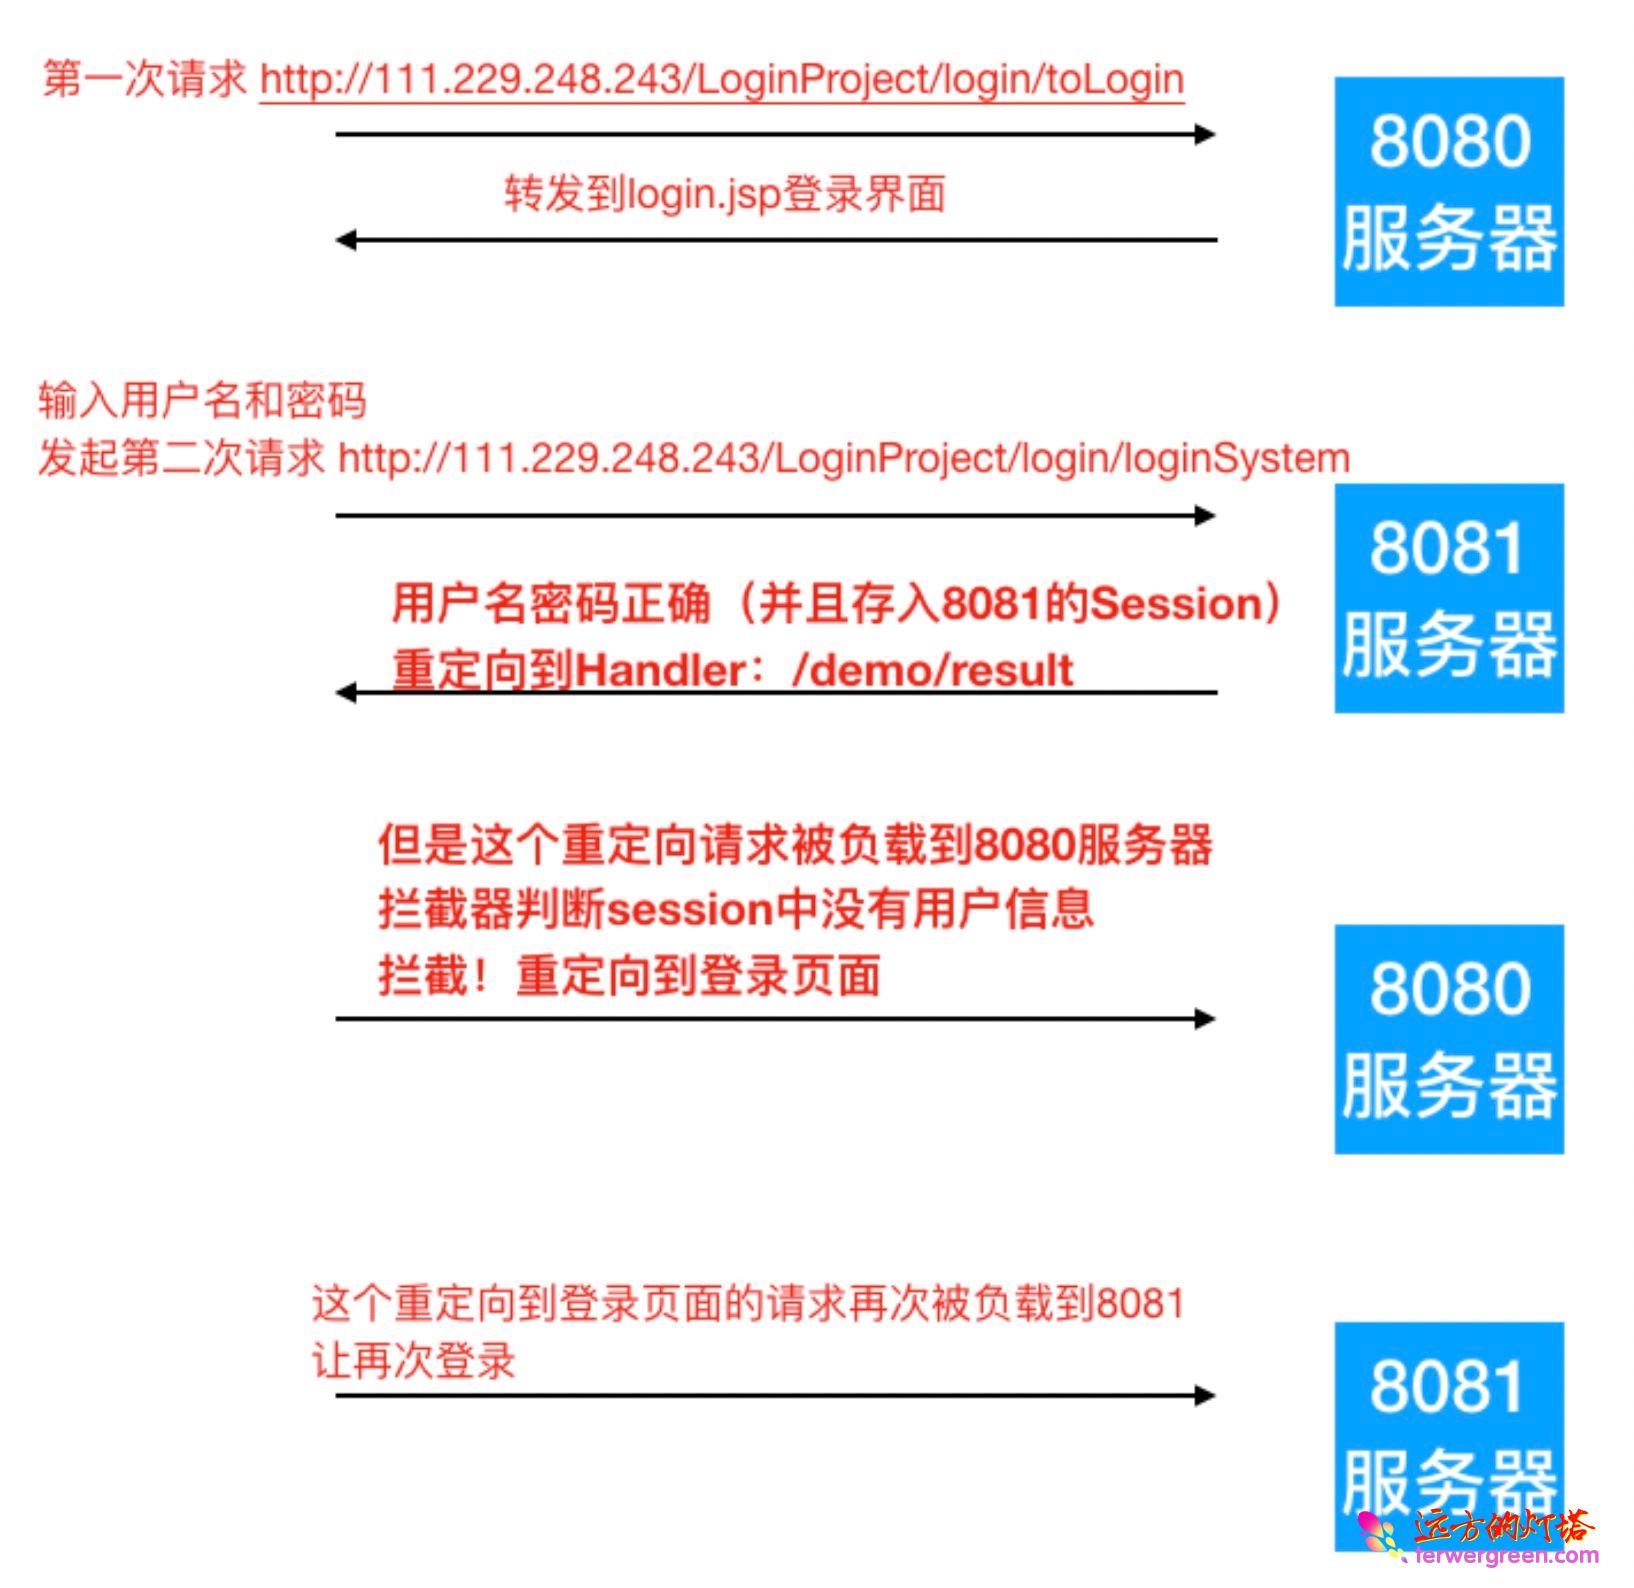 第一次请求 http://111.229.248.243/LoginProject/login/toLogin
8080
服务器
转发到login.jsp登录界面
输入用户名和密码
发起第二次请求 http://111.229.248.243/LoginProject/login/loginSystem
8081
服务器
用户名密码正确（并且存入8081的Session）
重定向到Handler：/demo/result
但是这个重定向请求被负载到8080服务器
拦截器判断session中没有用户信息
拦截！重定向到登录页面
8080
服务器
这个重定向到登录页面的请求再次被负载到8081
让再次登录
8081
服务器
远方的灯塔
terwergreen.com